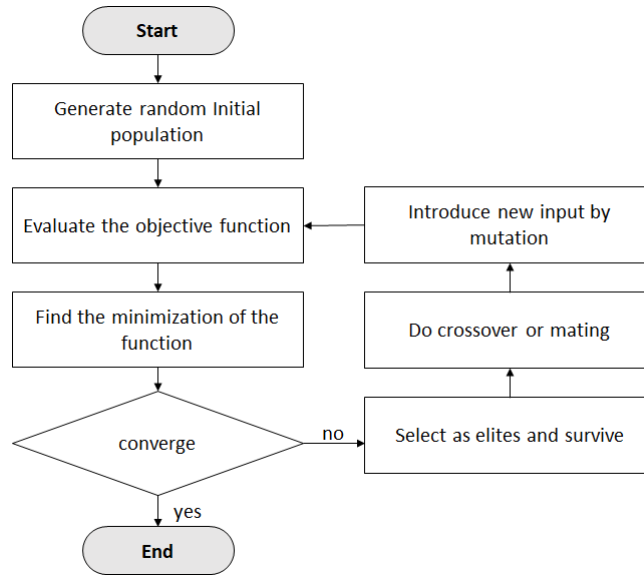 Start
Generate random Initial
population
Evaluate the objective function
Introduce new input by
mutation
Find the minimization of the
function
Do crossover or mating
converge
no
Select as elites and survive
yes
End